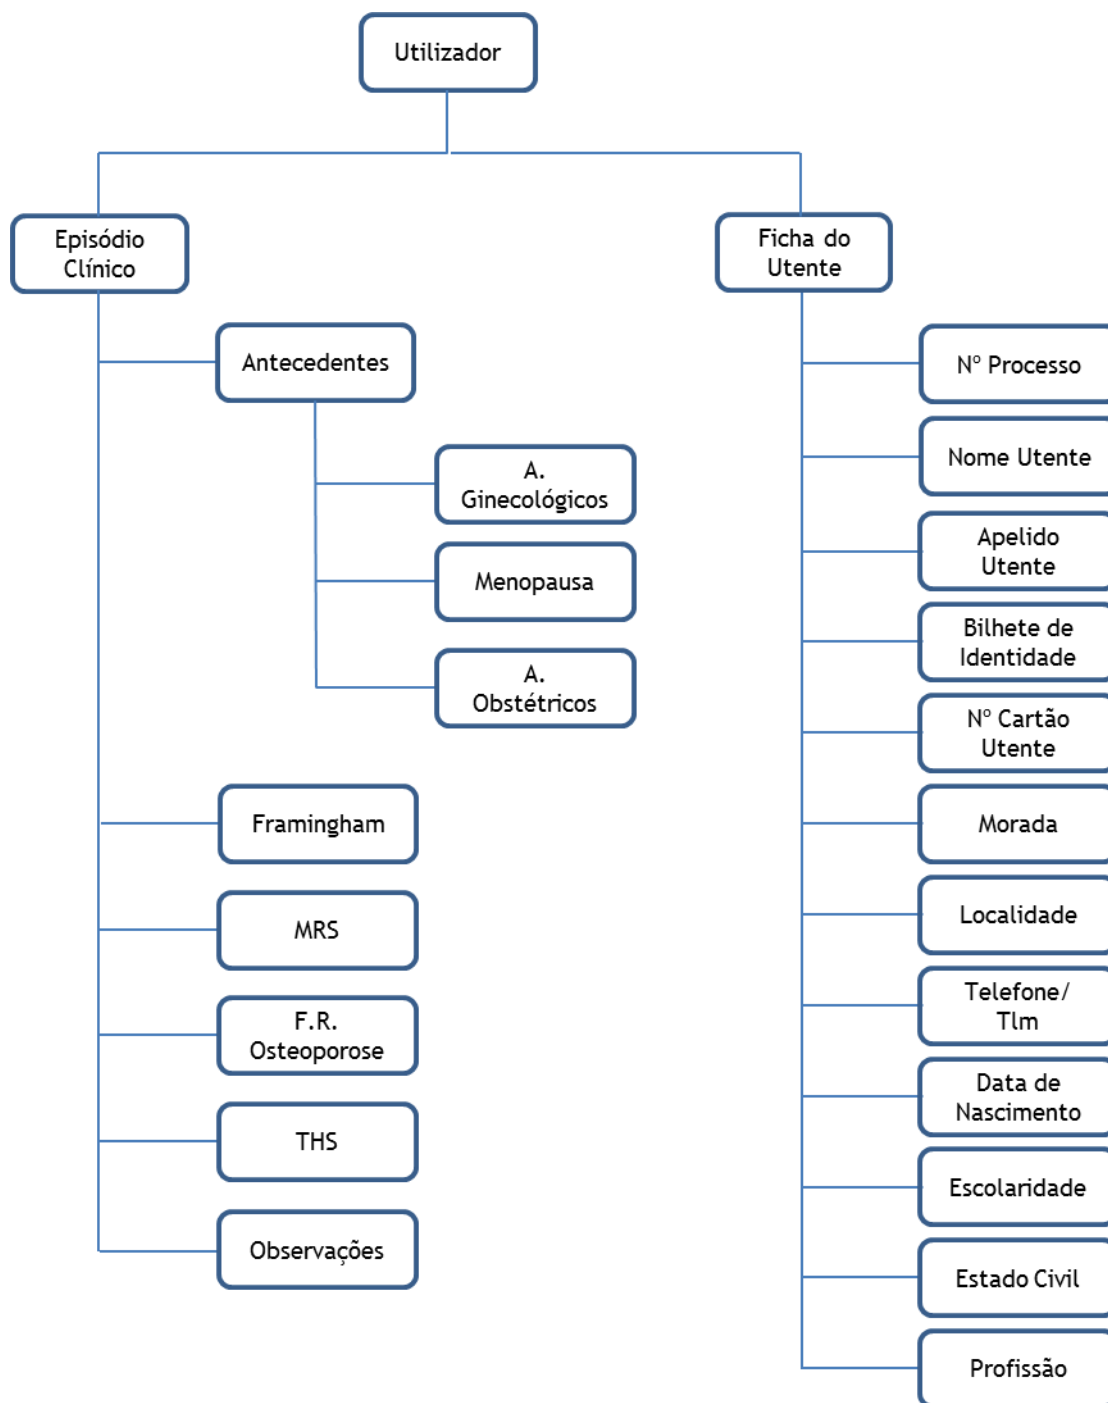 Utilizador
Episódio
Clínico
Antecedentes
A.
Ginecológicos
Menopausa
A.
Obstétricos
Framingham
MRS
F.R.
Osteoporose
THS
Observações
Ficha do
Utente
Nº Processo
Nome Utente
Apelido
Utente
Bilhete de
Identidade
Nº Cartão
Utente
Morada
Localidade
Telefone/
Tlm
Data de
Nascimento
Escolaridade
Estado Civil
Profissão